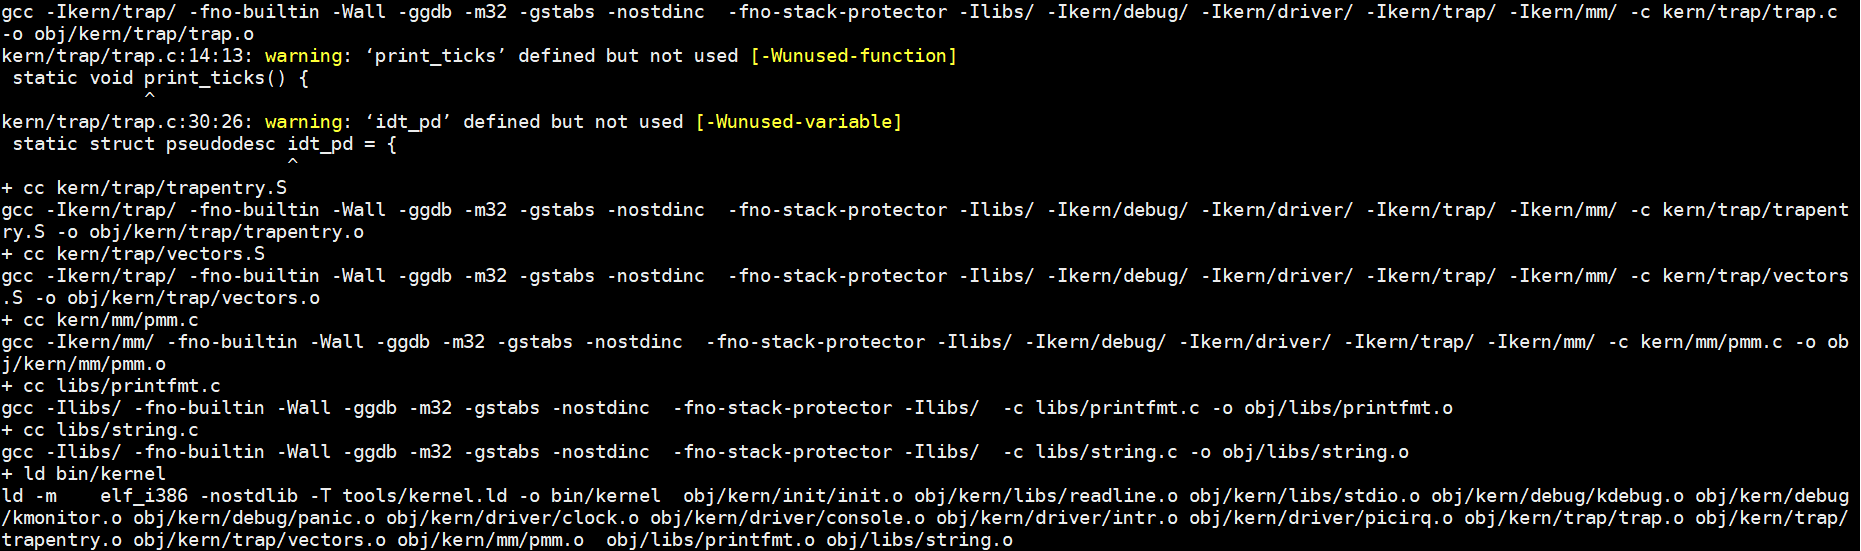 gcc -Ikern/trap/ -fno-builtin -Wall -ggdb -m32 -gstabs -nostdinc  -fno-stack-protector -Ilibs/ -Ikern/debug/ -Ikern/driver/ -Ikern/trap/ -Ikern/mm/ -c kern/trap/trap.c
-o obj/kern/trap/trap.o
kern/trap/trap.c:14:13: warning: ‘print_ticks’ defined but not used [-Wunused-function]
 static void print_ticks() {
             ^
kern/trap/trap.c:30:26: warning: ‘idt_pd’ defined but not used [-Wunused-variable]
 static struct pseudodesc idt_pd = {
                          ^
+ cc kern/trap/trapentry.S
gcc -Ikern/trap/ -fno-builtin -Wall -ggdb -m32 -gstabs -nostdinc  -fno-stack-protector -Ilibs/ -Ikern/debug/ -Ikern/driver/ -Ikern/trap/ -Ikern/mm/ -c kern/trap/trapent
ry.S -o obj/kern/trap/trapentry.o
+ cc kern/trap/vectors.S
gcc -Ikern/trap/ -fno-builtin -Wall -ggdb -m32 -gstabs -nostdinc  -fno-stack-protector -Ilibs/ -Ikern/debug/ -Ikern/driver/ -Ikern/trap/ -Ikern/mm/ -c kern/trap/vectors
.S -o obj/kern/trap/vectors.o
+ cc kern/mm/pmm.c
gcc -Ikern/mm/ -fno-builtin -Wall -ggdb -m32 -gstabs -nostdinc  -fno-stack-protector -Ilibs/ -Ikern/debug/ -Ikern/driver/ -Ikern/trap/ -Ikern/mm/ -c kern/mm/pmm.c -o ob
j/kern/mm/pmm.o
+ cc libs/printfmt.c
gcc -Ilibs/ -fno-builtin -Wall -ggdb -m32 -gstabs -nostdinc  -fno-stack-protector -Ilibs/  -c libs/printfmt.c -o obj/libs/printfmt.o
+ cc libs/string.c
gcc -Ilibs/ -fno-builtin -Wall -ggdb -m32 -gstabs -nostdinc  -fno-stack-protector -Ilibs/  -c libs/string.c -o obj/libs/string.o
+ ld bin/kernel
ld -m    elf_i386 -nostdlib -T tools/kernel.ld -o bin/kernel  obj/kern/init/init.o obj/kern/libs/readline.o obj/kern/libs/stdio.o obj/kern/debug/kdebug.o obj/kern/debug
/kmonitor.o obj/kern/debug/panic.o obj/kern/driver/clock.o obj/kern/driver/console.o obj/kern/driver/intr.o obj/kern/driver/picirq.o obj/kern/trap/trap.o obj/kern/trap/
trapentry.o obj/kern/trap/vectors.o obj/kern/mm/pmm.o  obj/libs/printfmt.o obj/libs/string.o